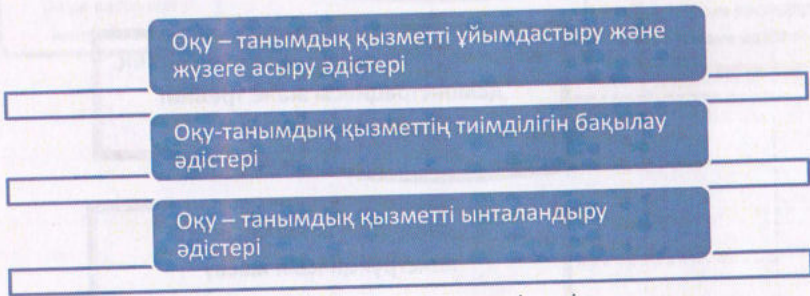 Оқу – танымдық қызметті ұйымдастыру және
жүзеге асыру әдістері
Оқу-танымдық қызметтің тиімділігін бақылау
әдістері
Оқу – танымдық қызметті ынталандыру
әдістері